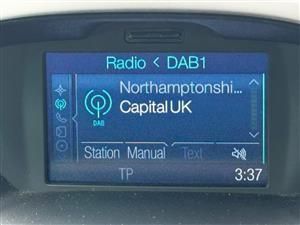 Radio < DAB1
Northamptonshi...
Capital UK
DAB
Station Manual Text
TP 3:37